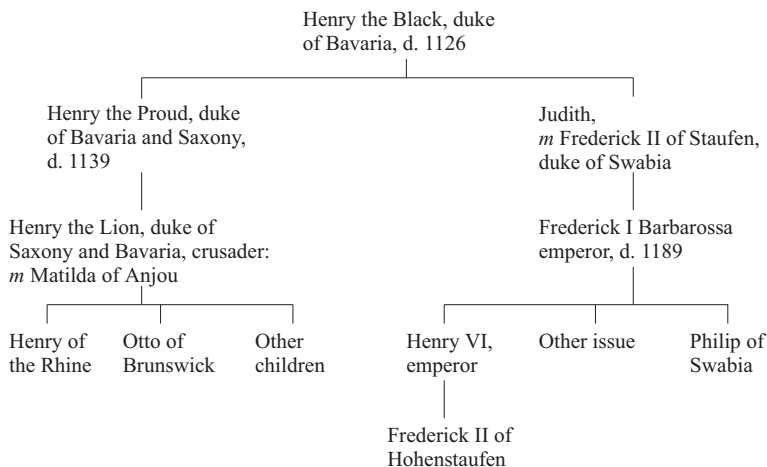 Henry the Black, duke
of Bavaria, d. 1126
Henry the Proud, duke
of Bavaria and Saxony,
d. 1139
Judith,
m Frederick II of Staufen,
duke of Swabia
Henry the Lion, duke of
Saxony and Bavaria, crusader:
m Matilda of Anjou
Frederick I Barbarossa
emperor, d. 1189
Henry of
the Rhine
Otto of
Brunswick
Other
children
Henry VI,
emperor
Other issue
Philip of
Swabia
Frederick II of
Hohenstaufen